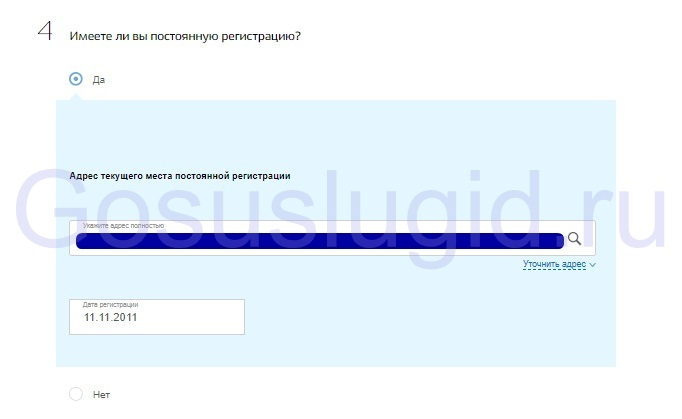 4 Имеете ли вы постоянную регистрацию?
Да
Адрес текущего места постоянной регистрации
Gosuslugid.ru
Укажите адрес полностью
Уточнить адрес
Дата регистрации
11.11.2011
Нет